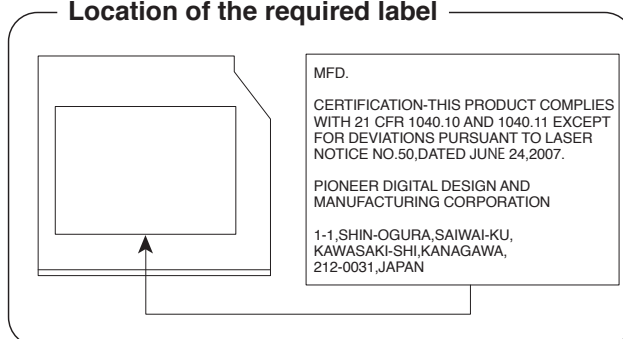 Location of the required label
MFD.
CERTIFICATION-THIS PRODUCT COMPLIES
WITH 21 CFR 1040.10 AND 1040.11 EXCEPT
FOR DEVIATIONS PURSUANT TO LASER
NOTICE NO.50,DATED JUNE 24,2007.
PIONEER DIGITAL DESIGN AND
MANUFACTURING CORPORATION
1-1,SHIN-OGURA,SAIWAI-KU,
KAWASAKI-SHI,KANAGAWA,
212-0031,JAPAN